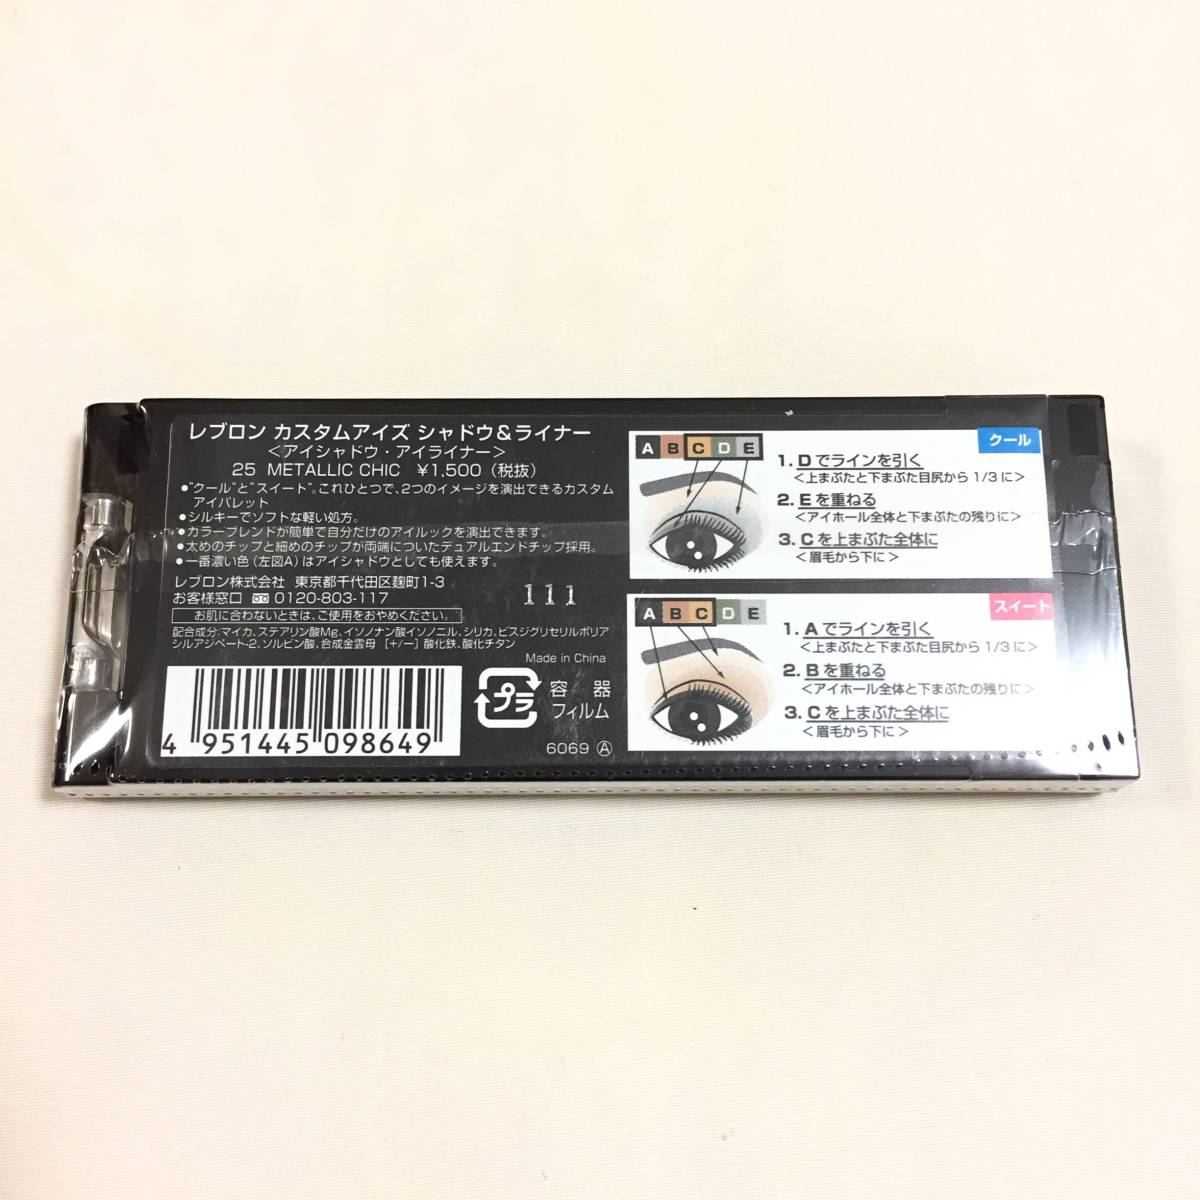 レブロン カスタムアイズ シャドウ&ライナー
<アイシャドウ・アイライナー>
25 METALLIC CHIC ¥1,500 (税抜)
●"クール"と"スイート"。これひとつで、2つのイメージを演出できるカスタム
アイパレット
●シルキーでソフトな軽い処方。
●カラーブレンドが簡単で自分だけのアイルックを演出できます。
●太めのチップと細めのチップが両端についたデュアルエンドチップ採用。
●一番濃い色 (左図A) はアイシャドウとしても使えます。
レブロン株式会社 東京都千代田区麹町1-3
お客様窓口 0120-803-117
お肌に合わないときは、ご使用をおやめください。
配合成分:マイカ、ステアリン酸Mg、イソノナン酸イソノニル、シリカ、ビスジグリセリルポリア
シルアジペート-2、ソルビン酸、合成金雲母 [+/-] 酸化鉄、酸化チタン
Made in China
111
4 951445 098649
プラ
容器
フィルム
6069 Ⓐ
A B C D E
クール
1. D でラインを引く
<上まぶたと下まぶた目尻から 1/3 に>
2. E を重ねる
<アイホール全体と下まぶたの残りに>
3. C を上まぶた全体に
<眉毛から下に>
A B C D E
スイート
1. A でラインを引く
<上まぶたと下まぶた目尻から 1/3 に>
2. B を重ねる
<アイホール全体と下まぶたの残りに>
3. C を上まぶた全体に
<眉毛から下に>